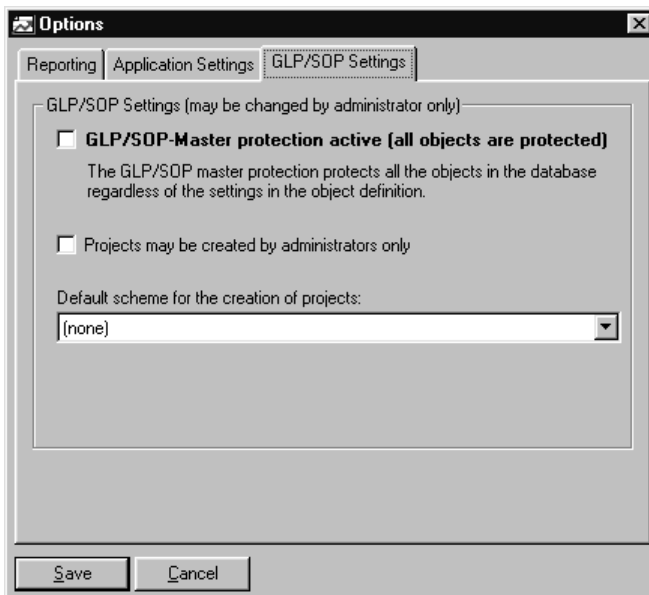 Options
Reporting
Application Settings
GLP/SOP Settings
GLP/SOP Settings (may be changed by administrator only)
GLP/SOP-Master protection active (all objects are protected)
The GLP/SOP master protection protects all the objects in the database
regardless of the settings in the object definition.
Projects may be created by administrators only
Default scheme for the creation of projects:
(none)
Save
Cancel